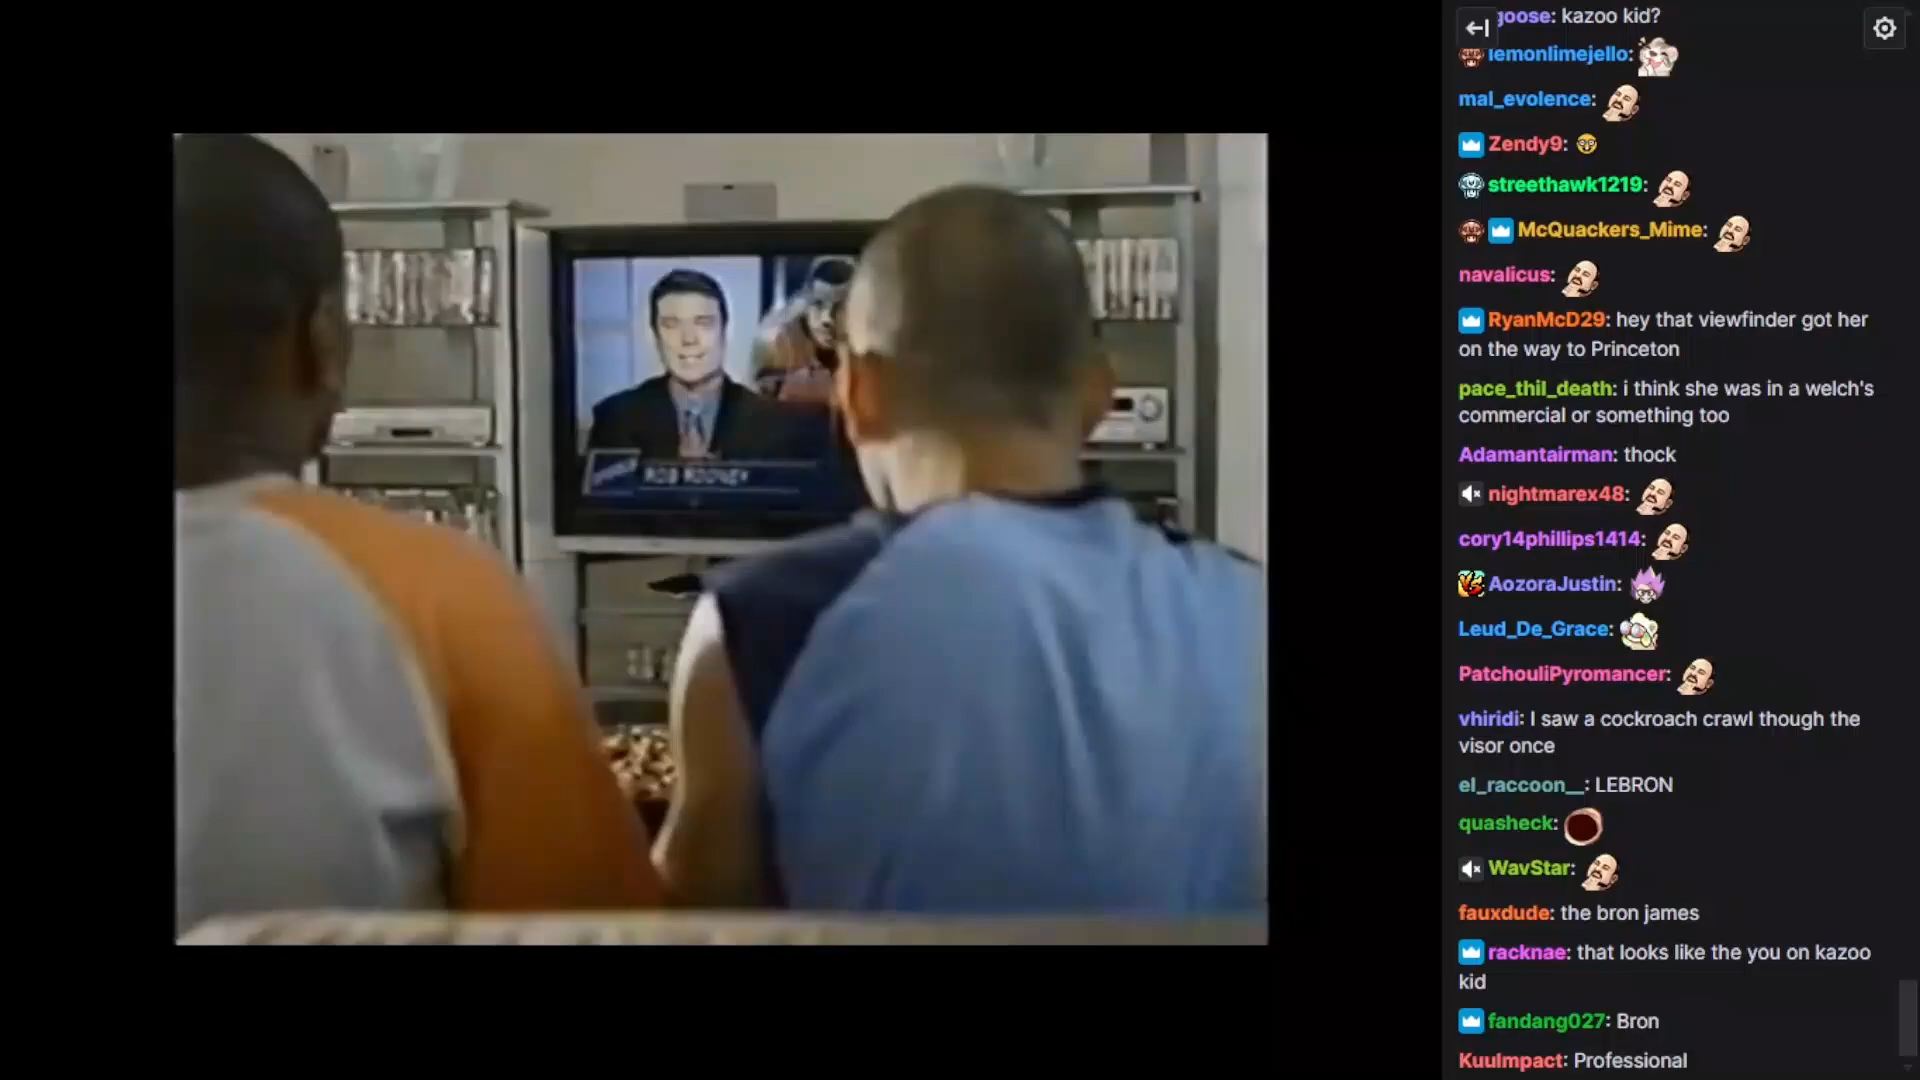 goose: kazoo kid?
lemonlimejello:
mal_evolence:
Zendy9:
streethawk1219:
McQuackers_Mime:
navalicus:
RyanMcD29: hey that viewfinder got her
on the way to Princeton
pace_thil_death: i think she was in a welch's
commercial or something too
Adamantairman: thock
nightmarex48:
cory14phillips1414:
AozoraJustin:
Leud_De_Grace:
PatchouliPyromancer:
vhiridi: I saw a cockroach crawl though the
visor once
el_raccoon__: LEBRON
quasheck:
WavStar:
fauxdude: the bron james
racknae: that looks like the you on kazoo
kid
fandang027: Bron
KuuImpact: Professional
ROB ROONEY